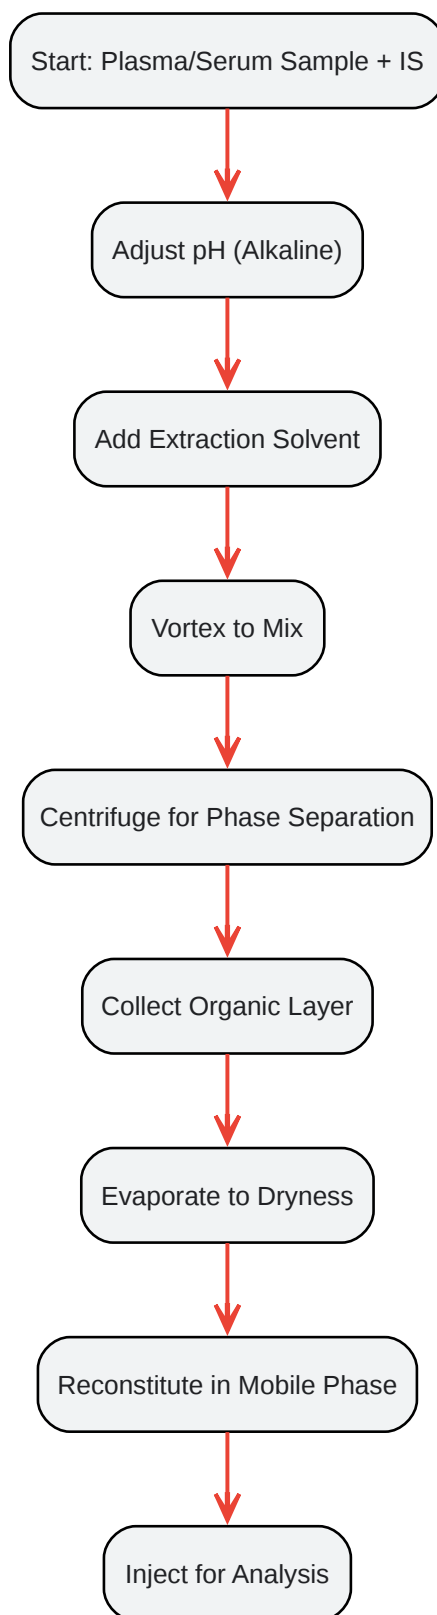 Start: Plasma/Serum Sample + IS
Adjust pH (Alkaline)
Add Extraction Solvent
Vortex to Mix
Centrifuge for Phase Separation
Collect Organic Layer
Evaporate to Dryness
Reconstitute in Mobile Phase
Inject for Analysis